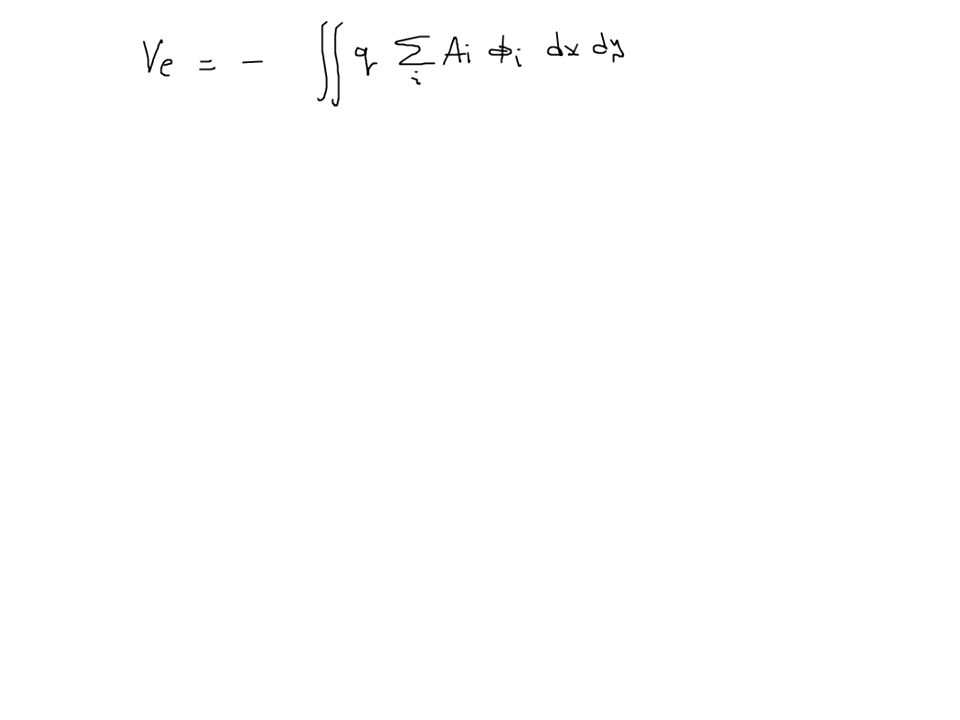 Ve = - ∬ q ∑i Ai ϕi dx dy